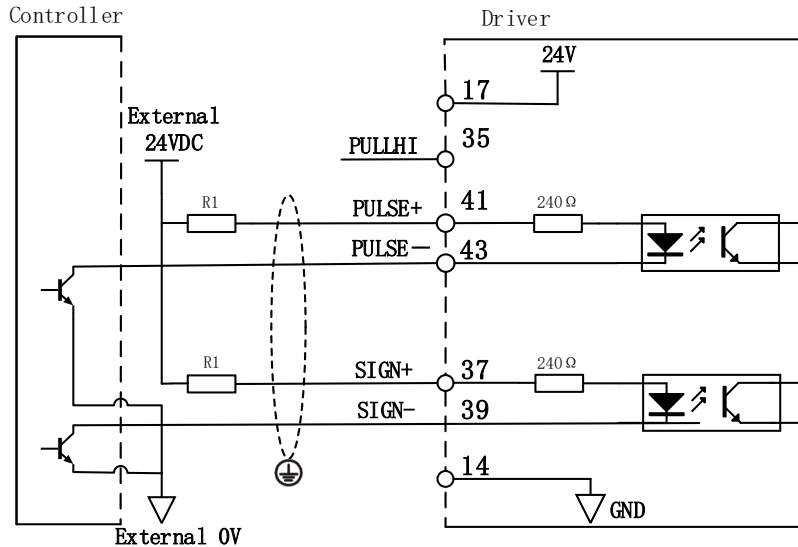 Controller
Driver
24V
17
External
24VDC
35
PULLHI
R1
PULSE+
41
240Ω
PULSE—
43
R1
SIGN+
37
240Ω
SIGN-
39
14
GND
External 0V